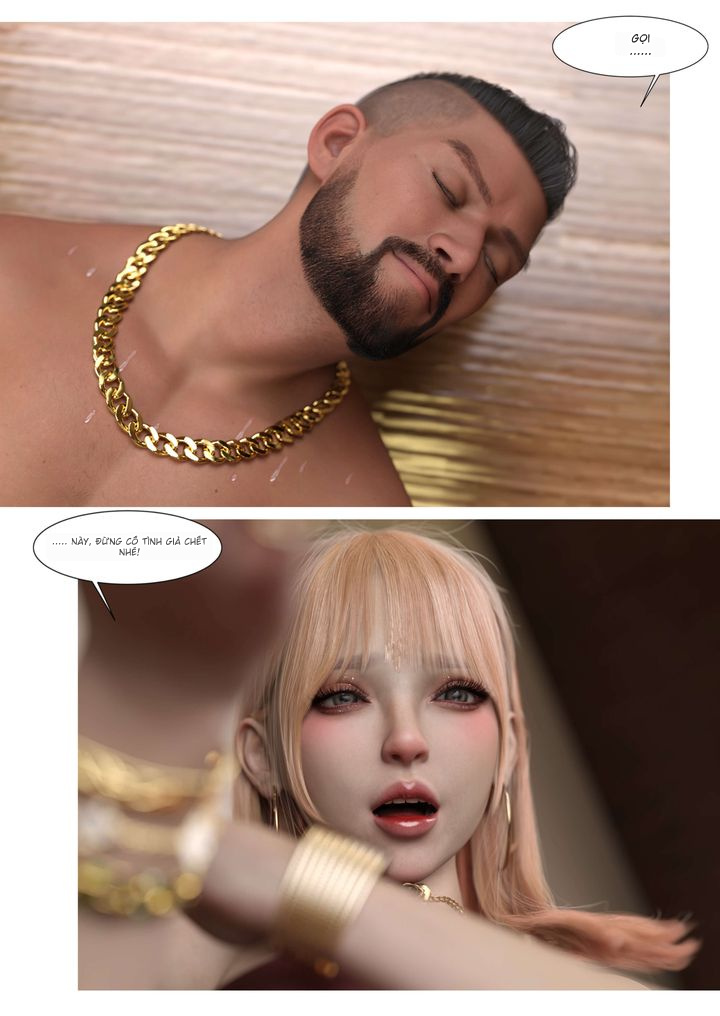 GỌI
......
..... NÀY, ĐỪNG CỐ TÌNH GIẢ CHẾT
NHÉ!